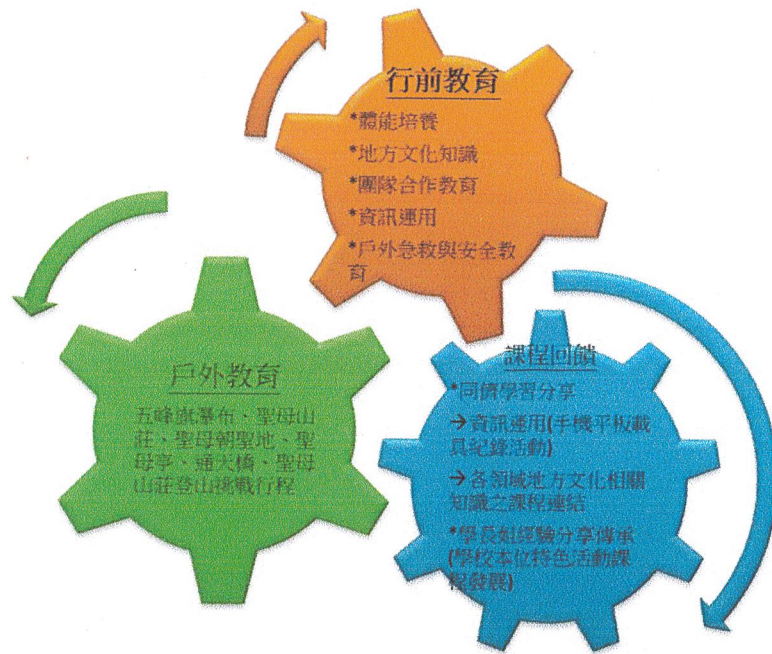 行前教育
*體能培養
*地方文化知識
*團隊合作教育
*資訊運用
*戶外急救與安全教
育
戶外教育
五峰旗瀑布、聖母山
莊、聖母朝聖地、聖
母亭、通天橋、聖母
山莊登山挑戰行程
課程回饋
*同儕學習分享
→資訊運用(手機平板載
具紀錄活動)
→各領域地方文化相關
知識之課程連結
*學長姐經驗分享傳承
(學校本位特色活動課
程發展)